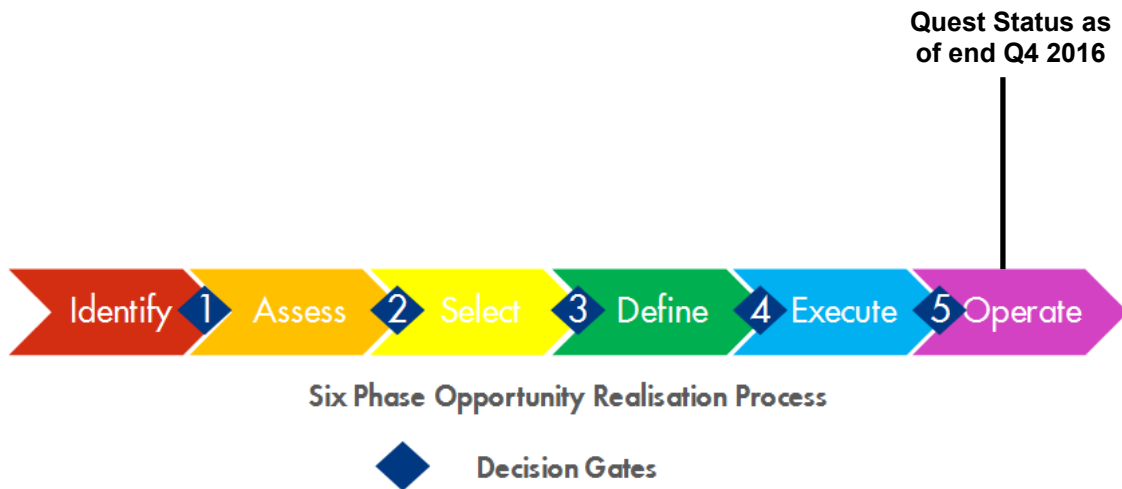 Quest Status as
of end Q4 2016
Identify 1 Assess 2 Select 3 Define 4 Execute 5 Operate
Six Phase Opportunity Realisation Process
Decision Gates